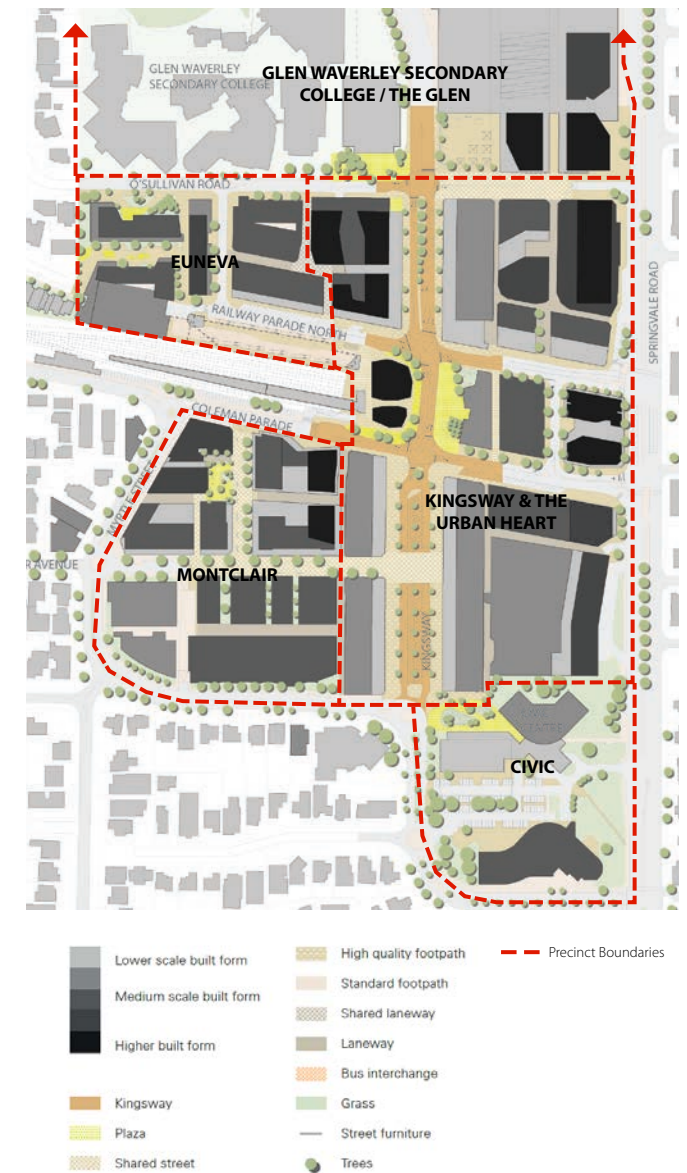 GLEN WAVERLEY
SECONDARY COLLEGE
GLEN WAVERLEY SECONDARY
COLLEGE / THE GLEN
O'SULLIVAN ROAD
EUNEVA
SPRINGVALE ROAD
RAILWAY PARADE NORTH
COLEMAN PARADE
MYRTLE STREET
KINGSWAY & THE
URBAN HEART
R AVENUE
MONTCLAIR
KINGSWAY
CIVIC
Lower scale built form
Medium scale built form
Higher built form
Kingsway
Plaza
Shared street
High quality footpath
Standard footpath
Shared laneway
Laneway
Bus interchange
Grass
Street furniture
Trees
Precinct Boundaries